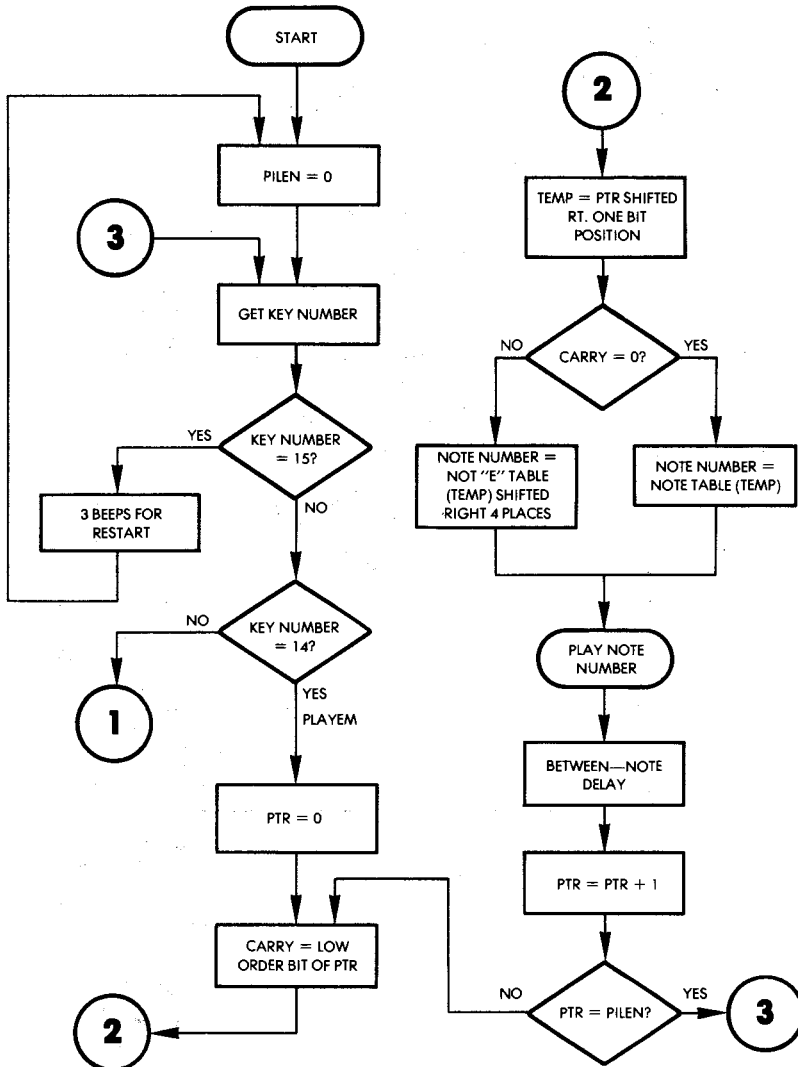 START
PILEN = 0
3
GET KEY NUMBER
KEY NUMBER
= 15?
YES
NO
3 BEEPS FOR
RESTART
KEY NUMBER
= 14?
NO
1
YES
PLAYEM
PTR = 0
CARRY = LOW
ORDER BIT OF PTR
2
2
TEMP = PTR SHIFTED
RT. ONE BIT
POSITION
CARRY = 0?
NO
YES
NOTE NUMBER =
NOT "E" TABLE
(TEMP) SHIFTED
RIGHT 4 PLACES
NOTE NUMBER =
NOTE TABLE (TEMP)
PLAY NOTE
NUMBER
BETWEEN—NOTE
DELAY
PTR = PTR + 1
PTR = PILEN?
NO
YES
3